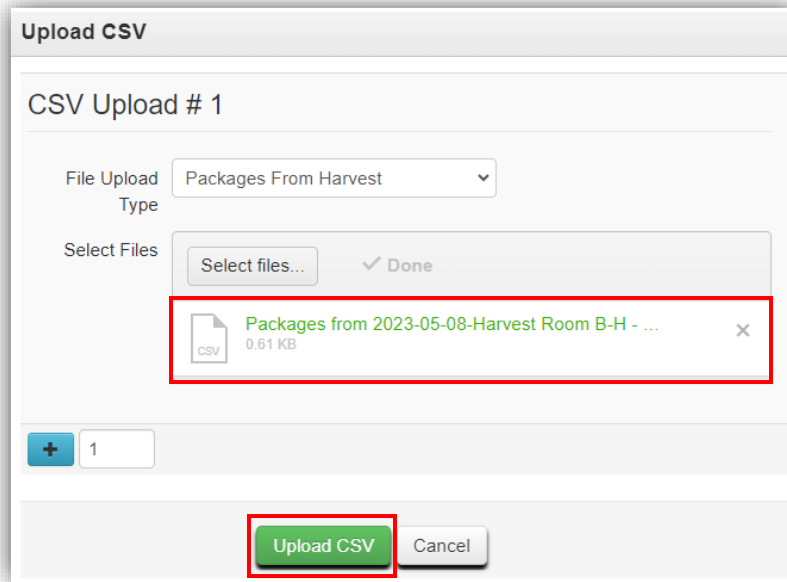 Upload CSV
CSV Upload # 1
File Upload Type
Packages From Harvest
Select Files
Select files...
Done
Packages from 2023-05-08-Harvest Room B-H - ...
0.61 KB
CSV
1
Upload CSV
Cancel